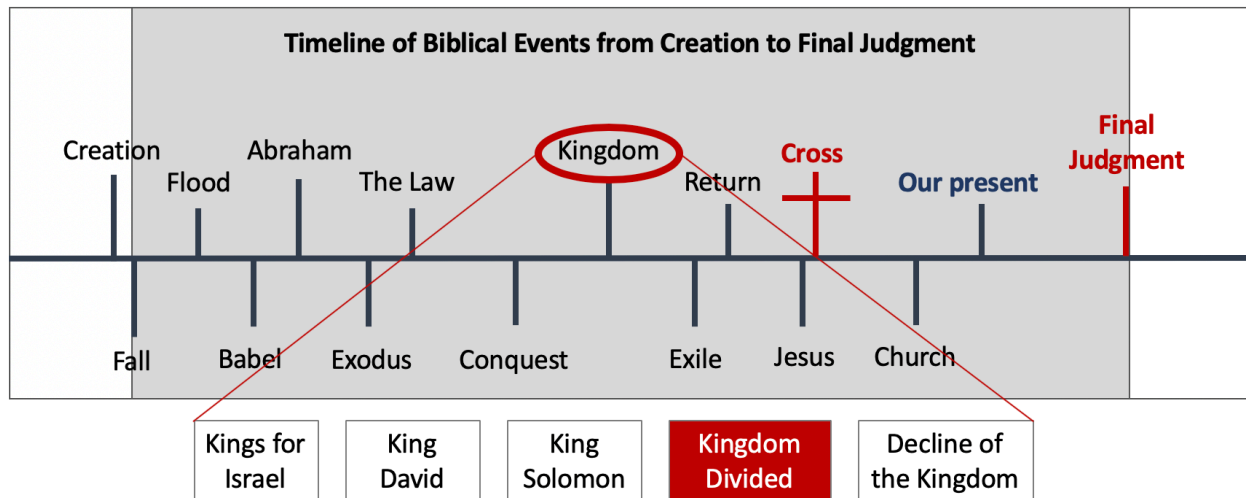 Timeline of Biblical Events from Creation to Final Judgment
Creation
Flood
Abraham
The Law
Kingdom
Return
Cross
Our present
Final
Judgment
Fall
Babel
Exodus
Conquest
Exile
Jesus
Church
Kings for
Israel
King
David
King
Solomon
Kingdom
Divided
Decline of
the Kingdom